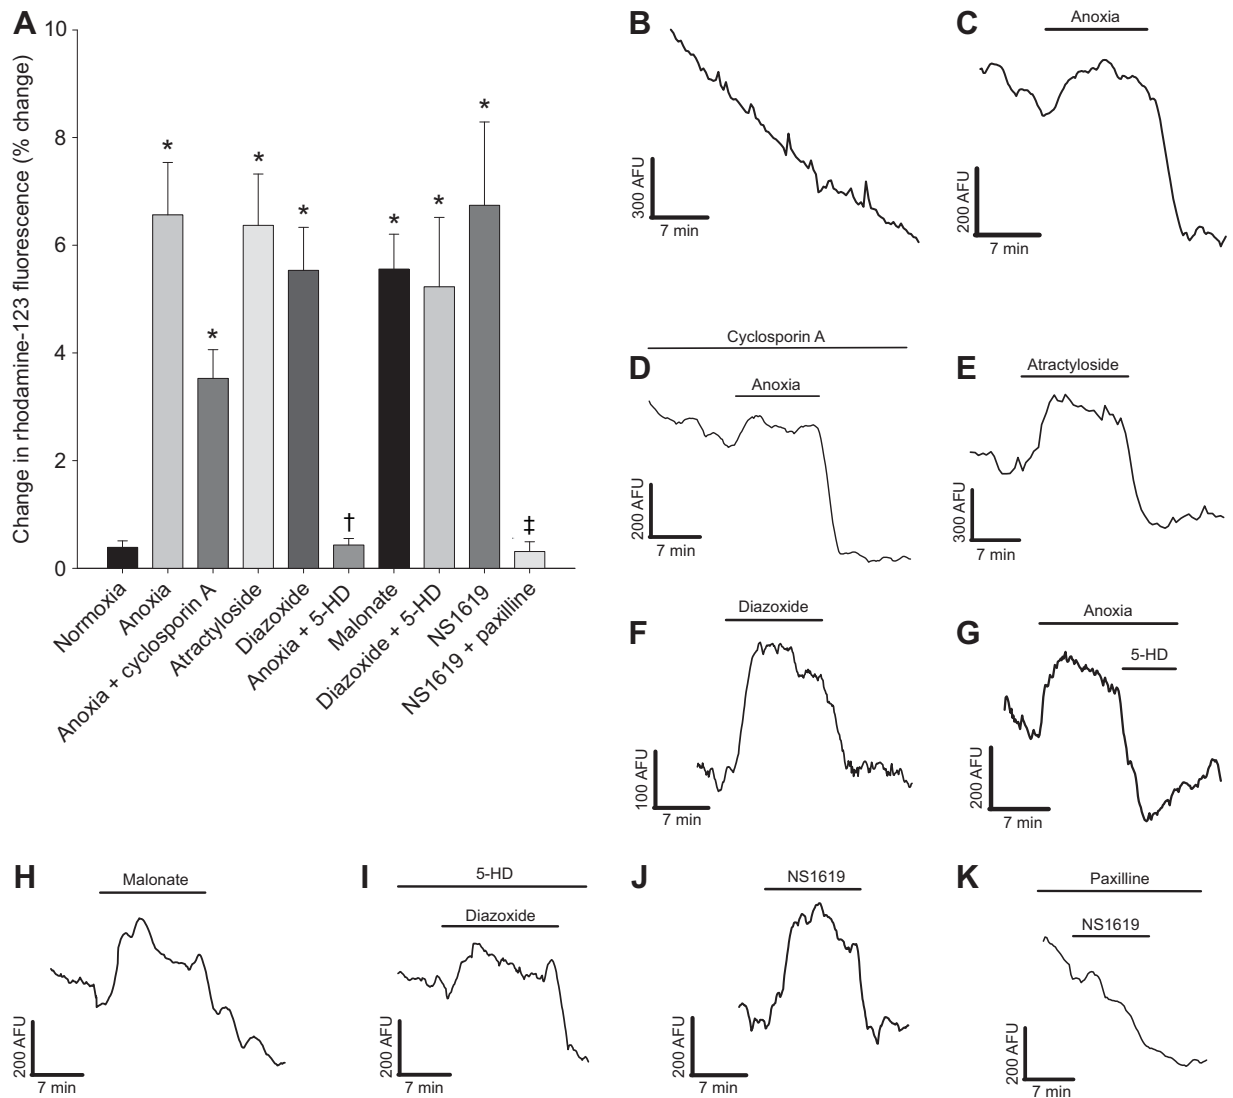 A
Change in rhodamine-123 fluorescence (% change)
10
8
6
4
2
0
*
*
*
*
*
†
*
*
*
‡
Normoxia
Anoxia
Anoxia + cyclosporin A
Atractyloside
Diazoxide
Anoxia + 5-HD
Malonate
Diazoxide + 5-HD
NS1619
NS1619 + paxilline
B
300 AFU
7 min
C
Anoxia
200 AFU
7 min
D
Cyclosporin A
Anoxia
200 AFU
7 min
E
Atractyloside
300 AFU
7 min
F
Diazoxide
100 AFU
7 min
G
Anoxia
5-HD
200 AFU
7 min
H
Malonate
200 AFU
7 min
I
5-HD
Diazoxide
200 AFU
7 min
J
NS1619
200 AFU
7 min
K
Paxilline
NS1619
200 AFU
7 min